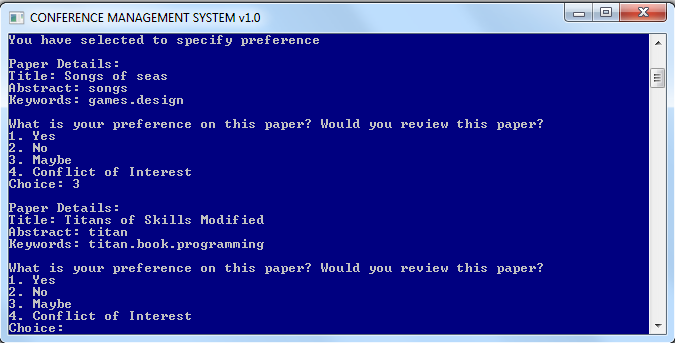 CONFERENCE MANAGEMENT SYSTEM v1.0
You have selected to specify preference
Paper Details:
Title: Songs of seas
Abstract: songs
Keywords: games.design
What is your preference on this paper? Would you review this paper?
1. Yes
2. No
3. Maybe
4. Conflict of Interest
Choice: 3
Paper Details:
Title: Titans of Skills Modified
Abstract: titan
Keywords: titan.book.programming
What is your preference on this paper? Would you review this paper?
1. Yes
2. No
3. Maybe
4. Conflict of Interest
Choice: